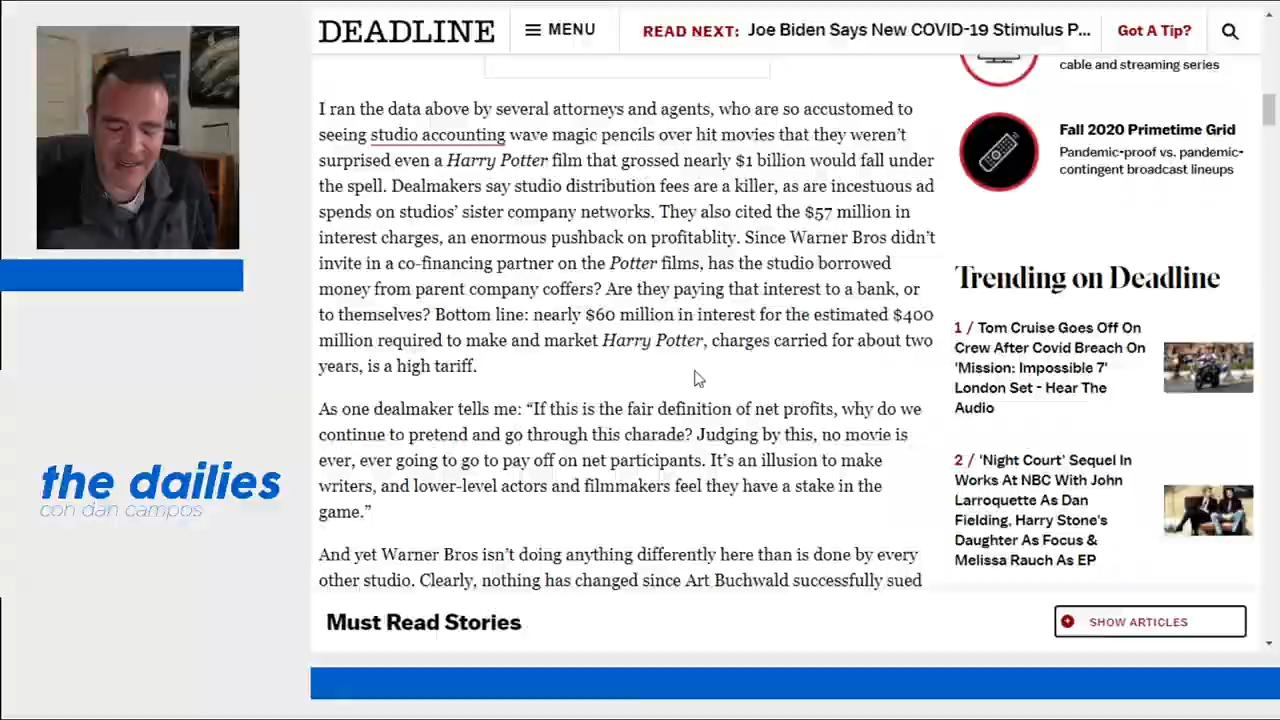 DEADLINE
MENU
READ NEXT: Joe Biden Says New COVID-19 Stimulus P...
Got A Tip?
I ran the data above by several attorneys and agents, who are so accustomed to
seeing studio accounting wave magic pencils over hit movies that they weren't
surprised even a Harry Potter film that grossed nearly $1 billion would fall under
the spell. Dealmakers say studio distribution fees are a killer, as are incestuous ad
spends on studios' sister company networks. They also cited the $57 million in
interest charges, an enormous pushback on profitablity. Since Warner Bros didn't
invite in a co-financing partner on the Potter films, has the studio borrowed
money from parent company coffers? Are they paying that interest to a bank, or
to themselves? Bottom line: nearly $60 million in interest for the estimated $400
million required to make and market Harry Potter, charges carried for about two
years, is a high tariff.
As one dealmaker tells me: “If this is the fair definition of net profits, why do we
continue to pretend and go through this charade? Judging by this, no movie is
ever, ever going to go to pay off on net participants. It's an illusion to make
writers, and lower-level actors and filmmakers feel they have a stake in the
game.”
And yet Warner Bros isn't doing anything differently here than is done by every
other studio. Clearly, nothing has changed since Art Buchwald successfully sued
cable and streaming series
Fall 2020 Primetime Grid
Pandemic-proof vs. pandemic-
contingent broadcast lineups
Trending on Deadline
1 / Tom Cruise Goes Off On
Crew After Covid Breach On
'Mission: Impossible 7'
London Set - Hear The
Audio
2 / 'Night Court' Sequel In
Works At NBC With John
Larroquette As Dan
Fielding, Harry Stone's
Daughter As Focus &
Melissa Rauch As EP
Must Read Stories
SHOW ARTICLES
the dailies
con dan campos